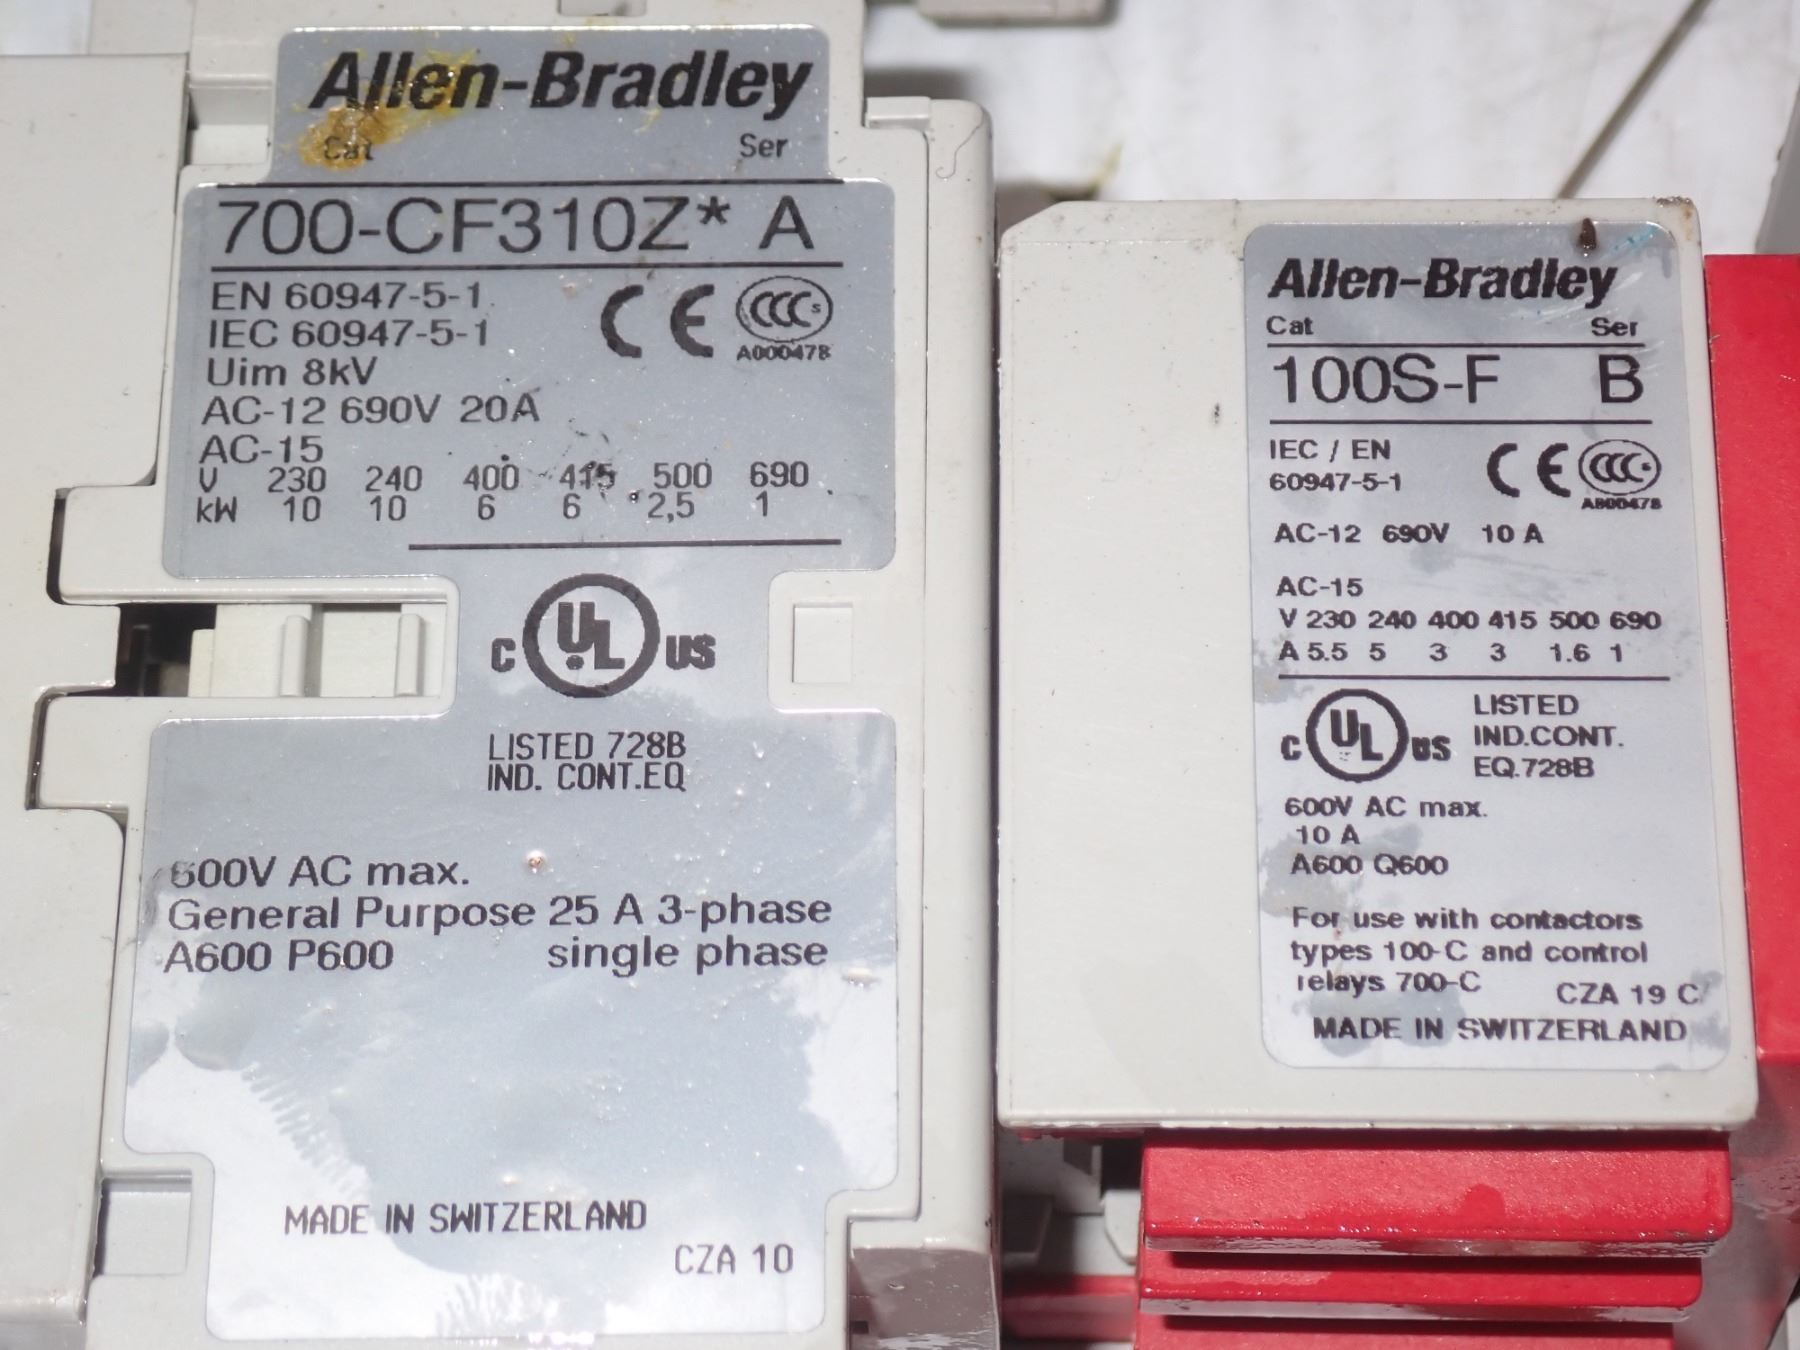 Allen-Bradley
Cat Ser
700-CF310Z* A
EN 60947-5-1
IEC 60947-5-1
CE
CCC S
A000478
Uim 8kV
AC-12 690V 20A
AC-15
V 230 240 400 415 500 690
kW 10 10 6 6 2,5 1
C UL US
LISTED 728B
IND. CONT.EQ
600V AC max.
General Purpose 25 A 3-phase
A600 P600 single phase
MADE IN SWITZERLAND
CZA 10
Allen-Bradley
Cat Ser
100S-F B
IEC / EN
60947-5-1
CE
CCC S
A000478
AC-12 690V 10 A
AC-15
V 230 240 400 415 500 690
A 5.5 5 3 3 1.6 1
C UL US
LISTED
IND.CONT.
EQ.728B
600V AC max.
10 A
A600 Q600
For use with contactors
types 100-C and control
relays 700-C
CZA 19 C
MADE IN SWITZERLAND